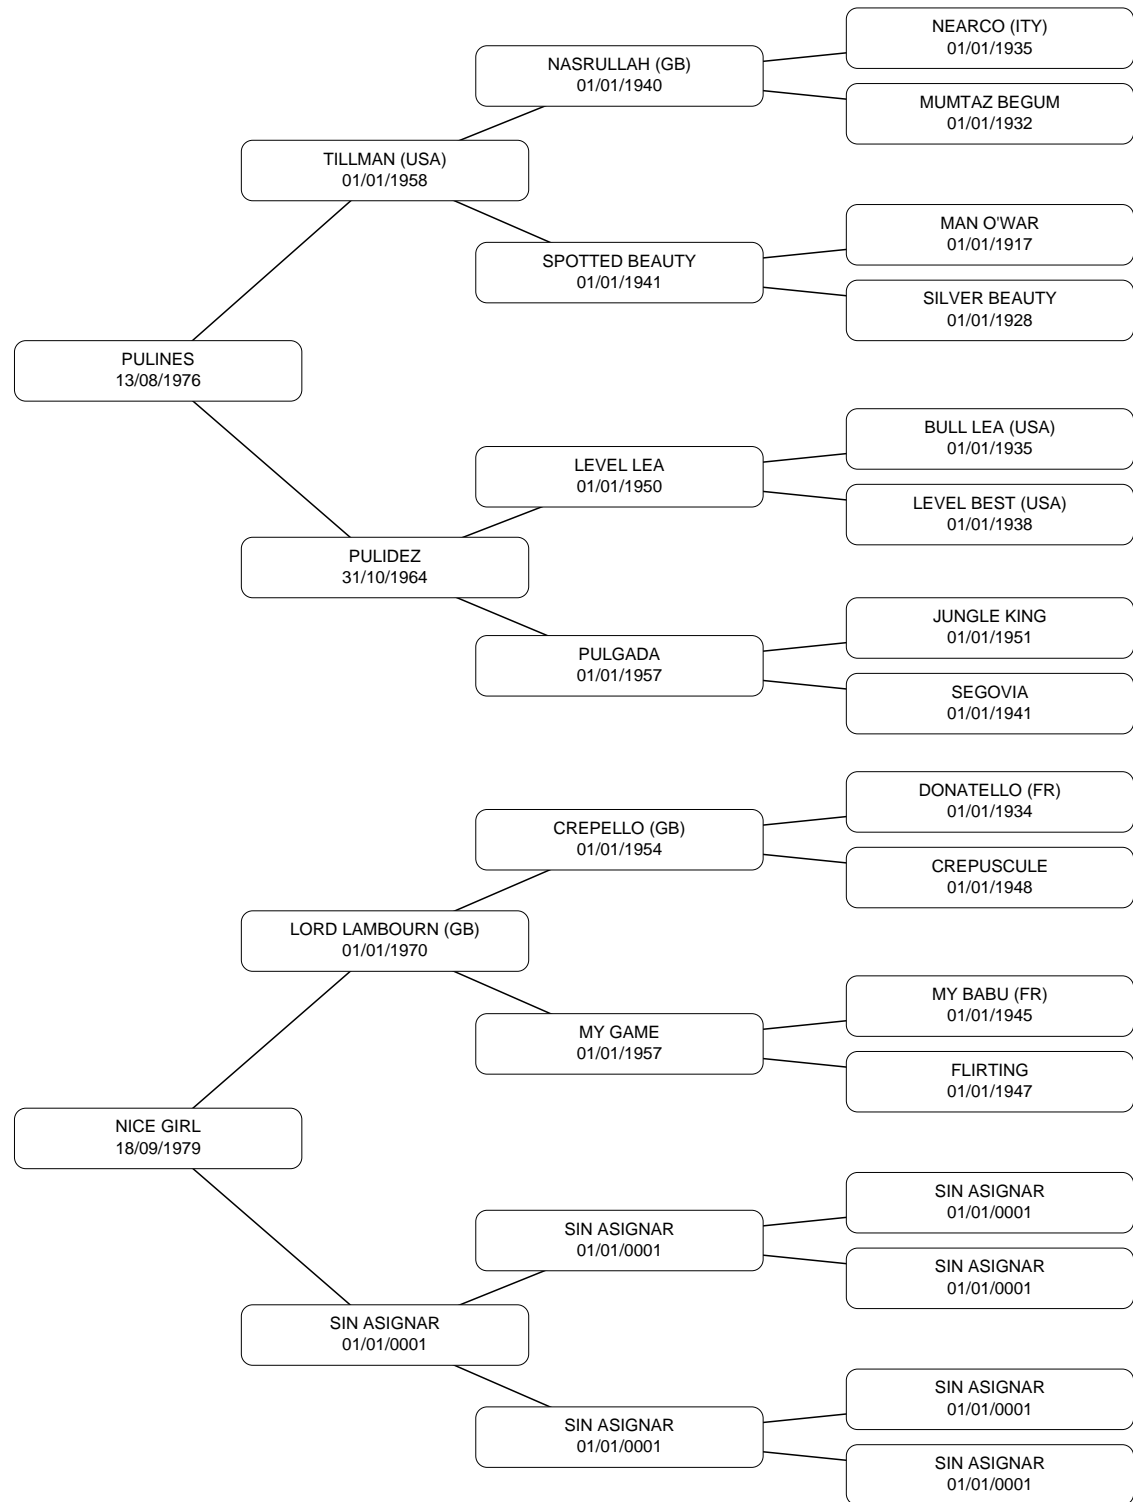 NEARCO (ITY)
01/01/1935
NASRULLAH (GB)
01/01/1940
MUMTAZ BEGUM
01/01/1932
TILLMAN (USA)
01/01/1958
MAN O'WAR
01/01/1917
SPOTTED BEAUTY
01/01/1941
SILVER BEAUTY
01/01/1928
PULINES
13/08/1976
BULL LEA (USA)
01/01/1935
LEVEL LEA
01/01/1950
LEVEL BEST (USA)
01/01/1938
PULIDEZ
31/10/1964
JUNGLE KING
01/01/1951
PULGADA
01/01/1957
SEGOVIA
01/01/1941
DONATELLO (FR)
01/01/1934
CREPELLO (GB)
01/01/1954
CREPUSCULE
01/01/1948
LORD LAMBOURN (GB)
01/01/1970
MY BABU (FR)
01/01/1945
MY GAME
01/01/1957
FLIRTING
01/01/1947
NICE GIRL
18/09/1979
SIN ASIGNAR
01/01/0001
SIN ASIGNAR
01/01/0001
SIN ASIGNAR
01/01/0001
SIN ASIGNAR
01/01/0001
SIN ASIGNAR
01/01/0001
SIN ASIGNAR
01/01/0001
SIN ASIGNAR
01/01/0001